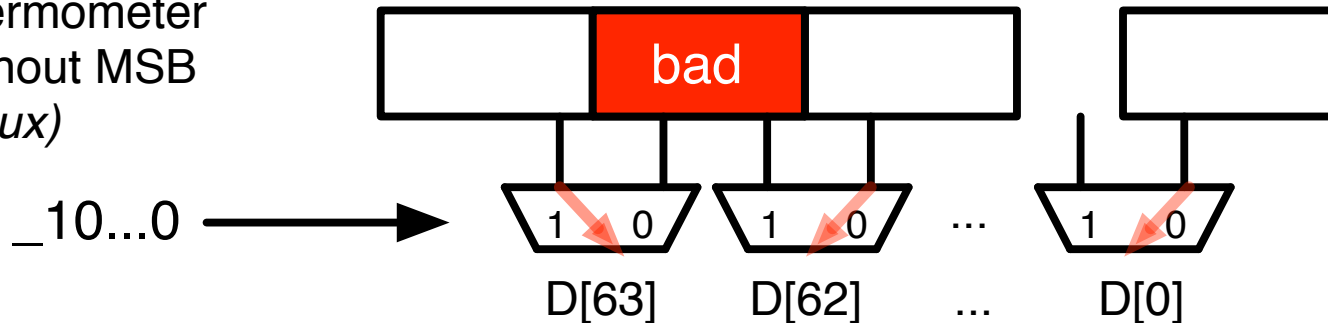 ermometer
hout MSB
ux)
bad
_10...0
1 0 1 0 ... 1 0
D[63] D[62] ... D[0]